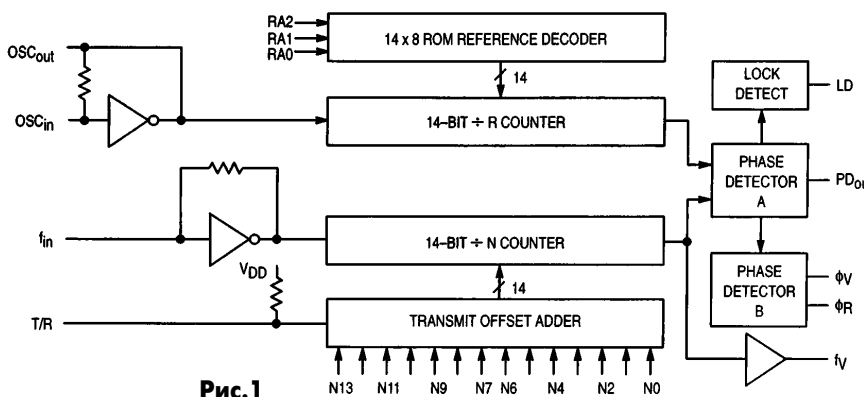 RA2
RA1
RA0
14 x 8 ROM REFERENCE DECODER
OSCout
14
LOCK
DETECT
LD
OSCin
14–BIT ÷ R COUNTER
PHASE
DETECTOR
A
PDou
fin
14–BIT ÷ N COUNTER
VDD
14
PHASE
DETECTOR
B
ϕV
ϕR
T/R
TRANSMIT OFFSET ADDER
fV
N13 N11 N9 N7 N6 N4 N2 N0
Рис.1